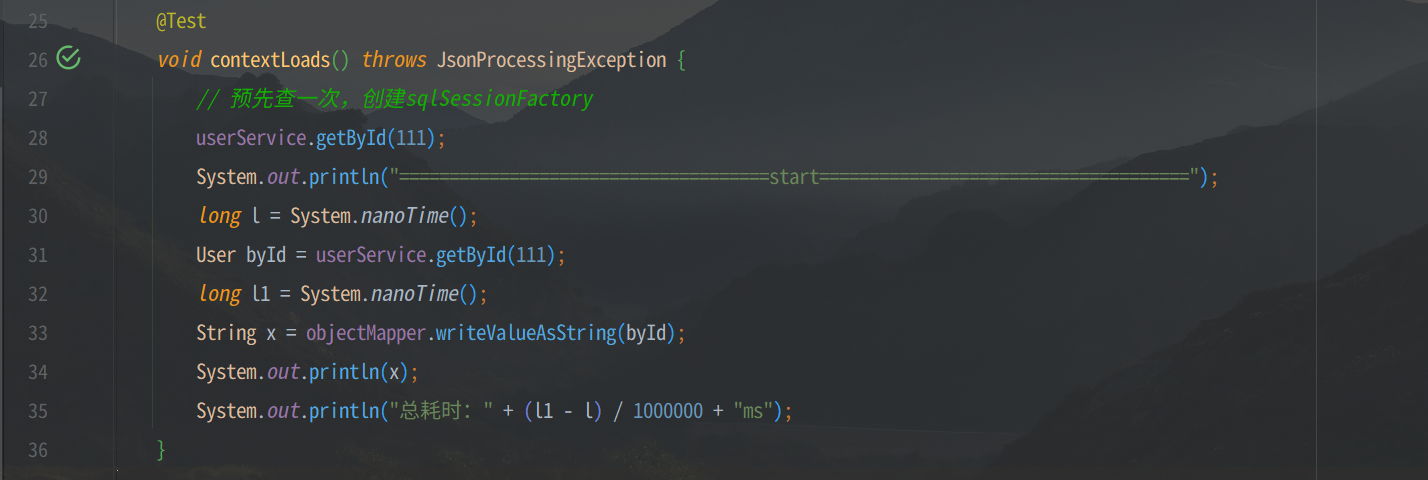 25 @Test
26 void contextLoads() throws JsonProcessingException {
27 // 预先查一次，创建sqlSessionFactory
28 userService.getById(111);
29 System.out.println("=====================================start=====================================");
30 long l = System.nanoTime();
31 User byId = userService.getById(111);
32 long l1 = System.nanoTime();
33 String x = objectMapper.writeValueAsString(byId);
34 System.out.println(x);
35 System.out.println("总耗时：" + (l1 - l) / 1000000 + "ms");
36 }